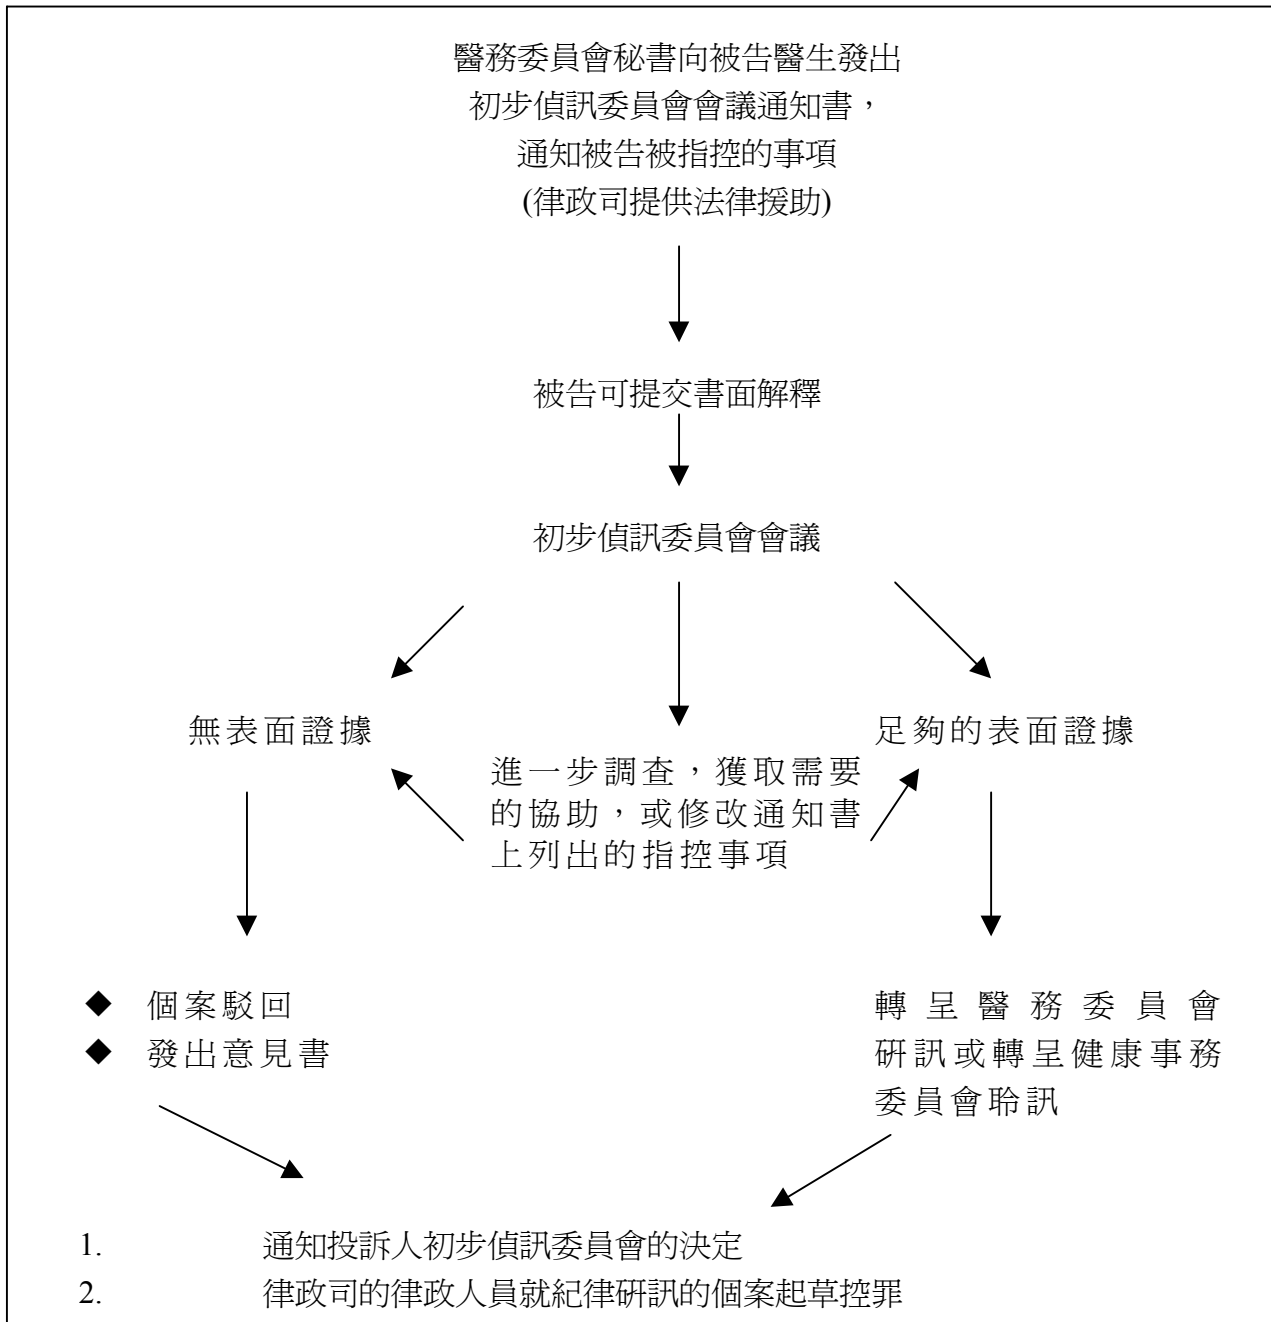 醫務委員會秘書向被告醫生發出
初步偵訊委員會會議通知書，
通知被告被指控的事項
(律政司提供法律援助)
被告可提交書面解釋
初步偵訊委員會會議
無表面證據
足夠的表面證據
進一步調查，獲取需要
的協助，或修改通知書
上列出的指控事項
◆ 個案駁回
◆ 發出意見書
轉呈醫務委員會
研訊或轉呈健康事務
委員會聆訊
1. 通知投訴人初步偵訊委員會的決定
2. 律政司的律政人員就紀律研訊的個案起草控罪